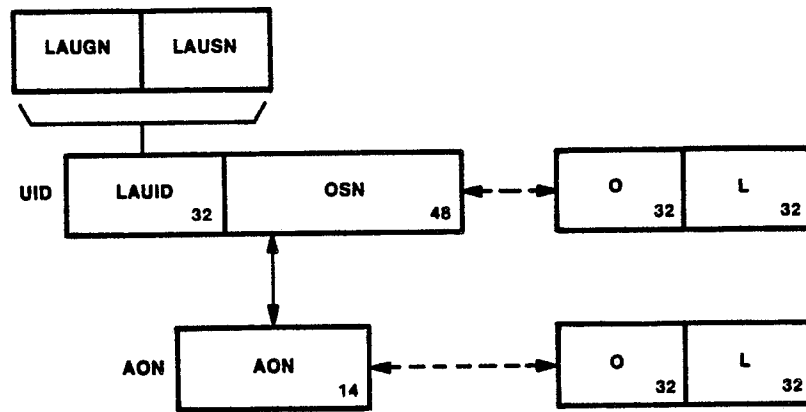 LAUGN LAUSN
UID LAUID 32 OSN 48 O 32 L 32
AON AON 14 O 32 L 32